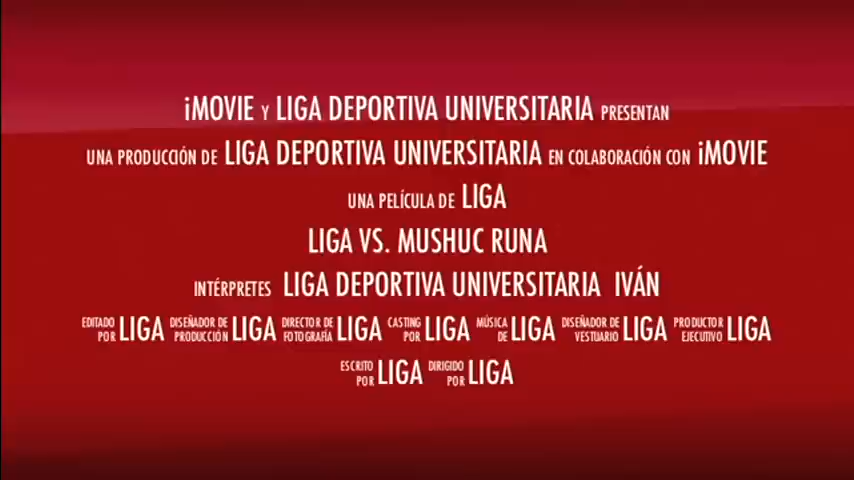 iMOVIE Y LIGA DEPORTIVA UNIVERSITARIA PRESENTAN
UNA PRODUCCIÓN DE LIGA DEPORTIVA UNIVERSITARIA EN COLABORACIÓN CON iMOVIE
UNA PELÍCULA DE LIGA
LIGA VS. MUSHUC RUNA
INTÉRPRETES LIGA DEPORTIVA UNIVERSITARIA IVÁN
EDITADO POR LIGA DISEÑADOR DE PRODUCCIÓN LIGA DIRECTOR DE FOTOGRAFÍA LIGA CASTING POR LIGA MÚSICA DE LIGA DISEÑADOR DE VESTUARIO LIGA PRODUCTOR EJECUTIVO LIGA
ESCRITO POR LIGA DIRIGIDO POR LIGA